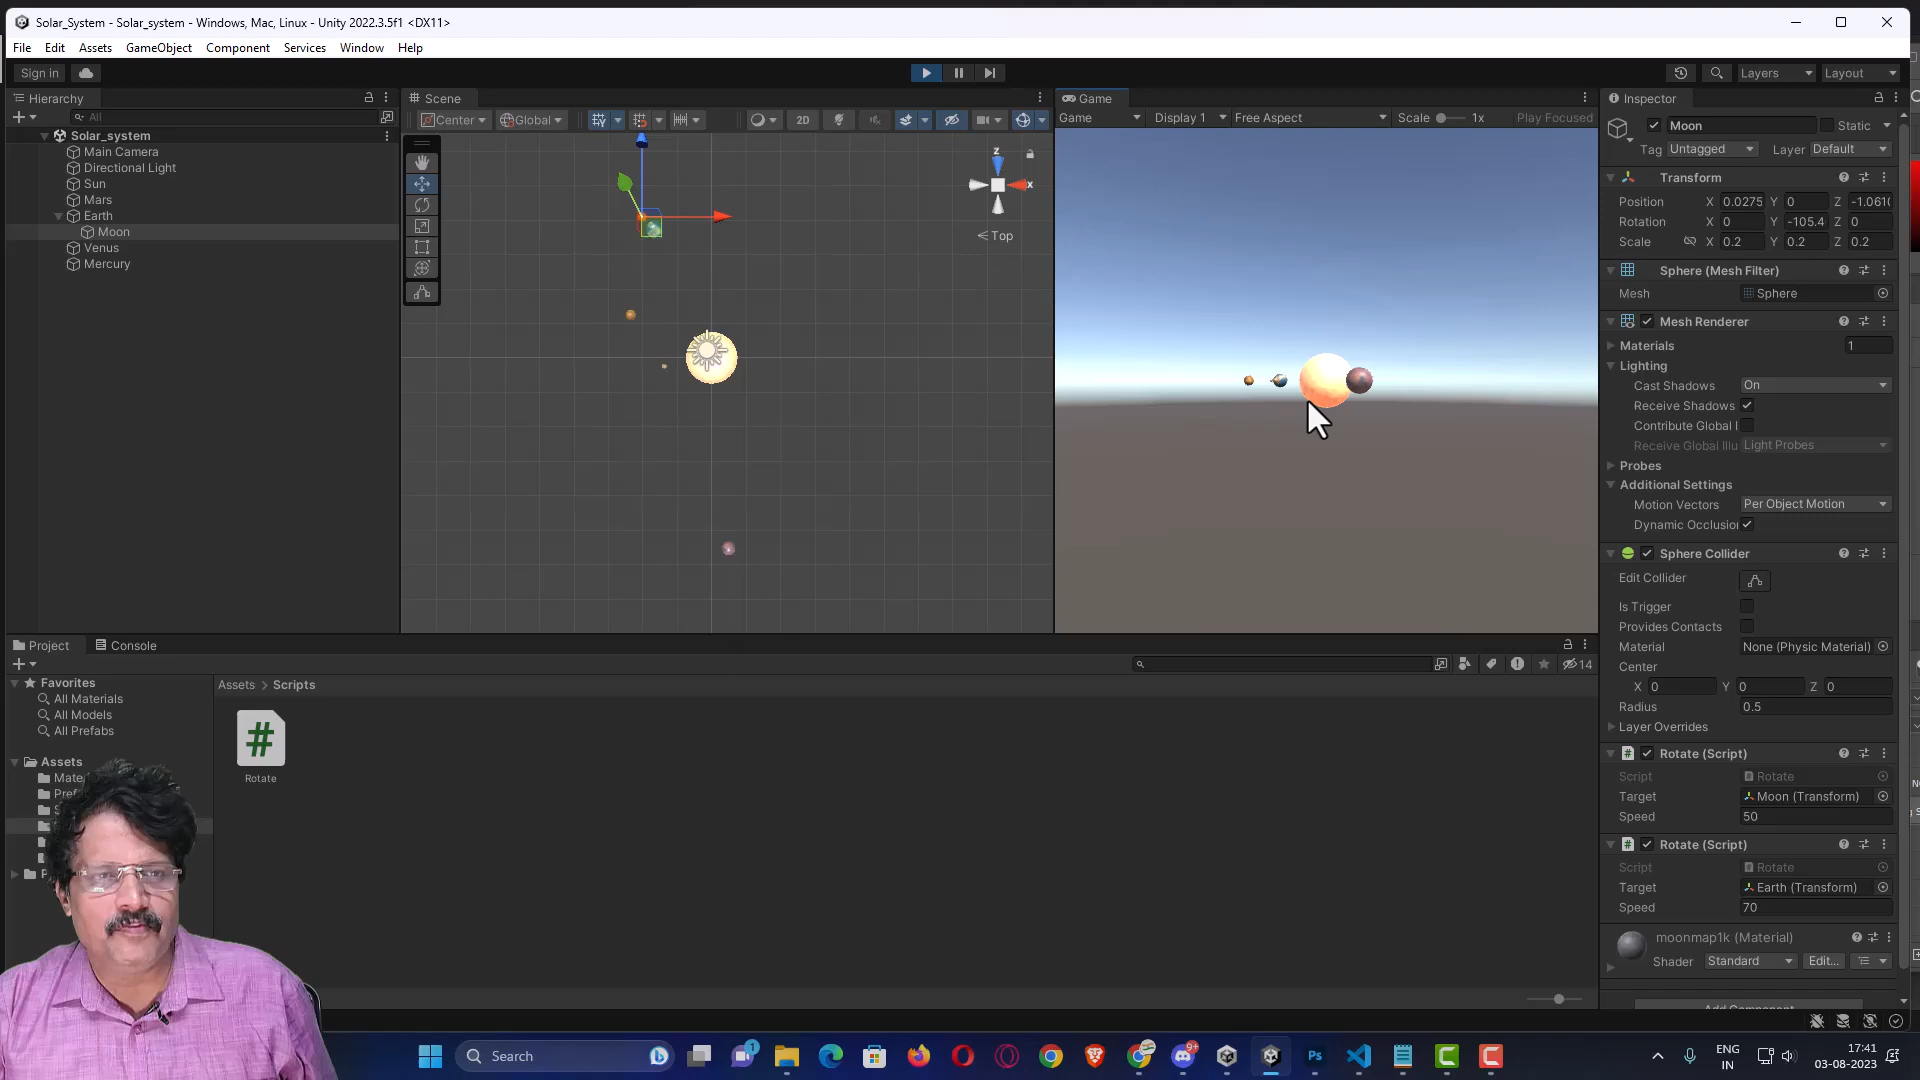 Solar_System - Solar_system - Windows, Mac, Linux - Unity 2022.3.5f1 <DX11>
File Edit Assets GameObject Component Services Window Help
Sign in
Layers
Layout
Hierarchy
All
Solar_system
Main Camera
Directional Light
Sun
Mars
Earth
Moon
Venus
Mercury
Scene
Center
Global
2D
z
x
Top
Game
Game
Display 1
Free Aspect
Scale
1x
Play Focused
Inspector
Moon
Static
Tag Untagged
Layer Default
Transform
Position X 0.0275 Y 0 Z
Rotation X 0 Y -105.4 Z 0
Scale X 0.2 Y 0.2 Z 0.2
Sphere (Mesh Filter)
Mesh Sphere
Mesh Renderer
Materials 1
Lighting
Cast Shadows On
Receive Shadows
Contribute Global I
Receive Global Illu Light Probes
Probes
Additional Settings
Motion Vectors Per Object Motion
Dynamic Occlusio
Sphere Collider
Edit Collider
Is Trigger
Provides Contacts
Material None (Physic Material)
Center
X 0 Y 0 Z 0
Radius 0.5
Layer Overrides
Rotate (Script)
Script Rotate
Target Moon (Transform)
Speed 50
Rotate (Script)
Script Rotate
Target Earth (Transform)
Speed 70
moonmap1k (Material)
Shader Standard Edit...
Project
Console
14
Favorites
All Materials
All Models
All Prefabs
Assets
Assets > Scripts
#
Rotate
Search
1
9+
Ps
ENG
IN
17:41
03-08-2023